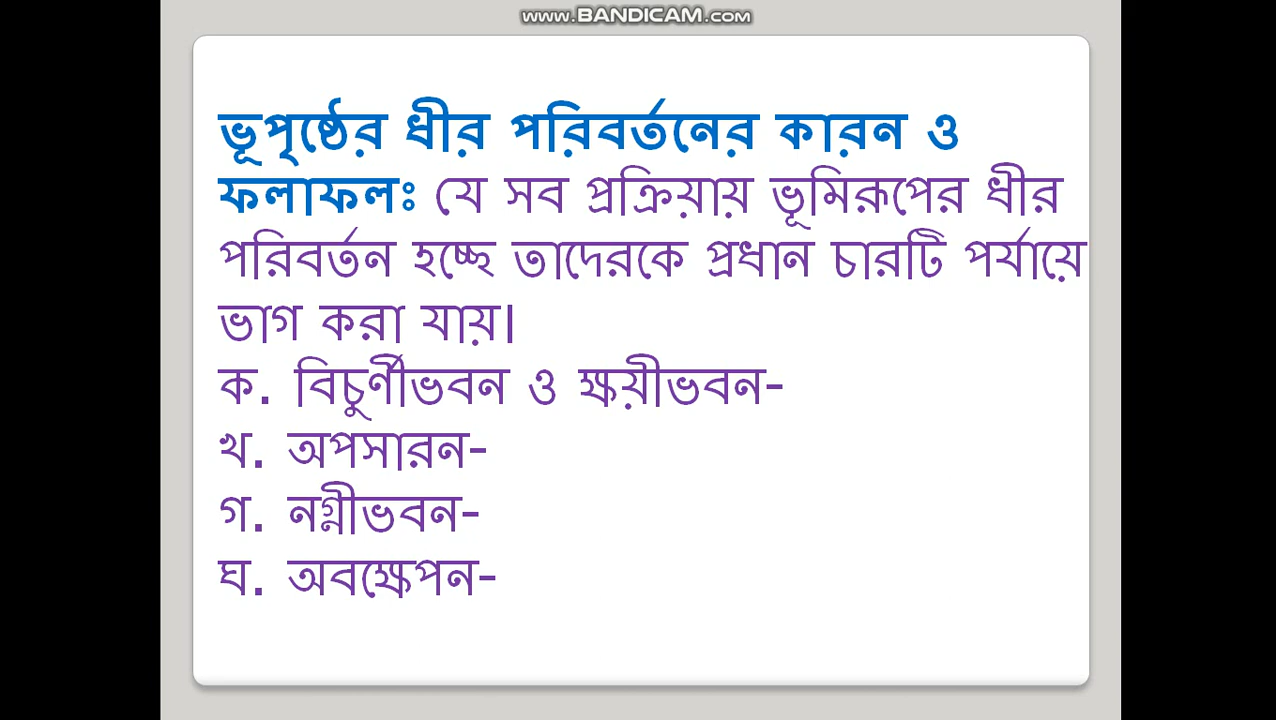 www.BANDICAM.com
ভূপৃষ্ঠের ধীর পরিবর্তনের কারন ও
ফলাফলঃ যে সব প্রক্রিয়ায় ভূমিরূপের ধীর
পরিবর্তন হচ্ছে তাদেরকে প্রধান চারটি পর্যায়ে
ভাগ করা যায়।
ক. বিচুর্ণীভবন ও ক্ষয়ীভবন-
খ. অপসারন-
গ. নগ্নীভবন-
ঘ. অবক্ষেপন-